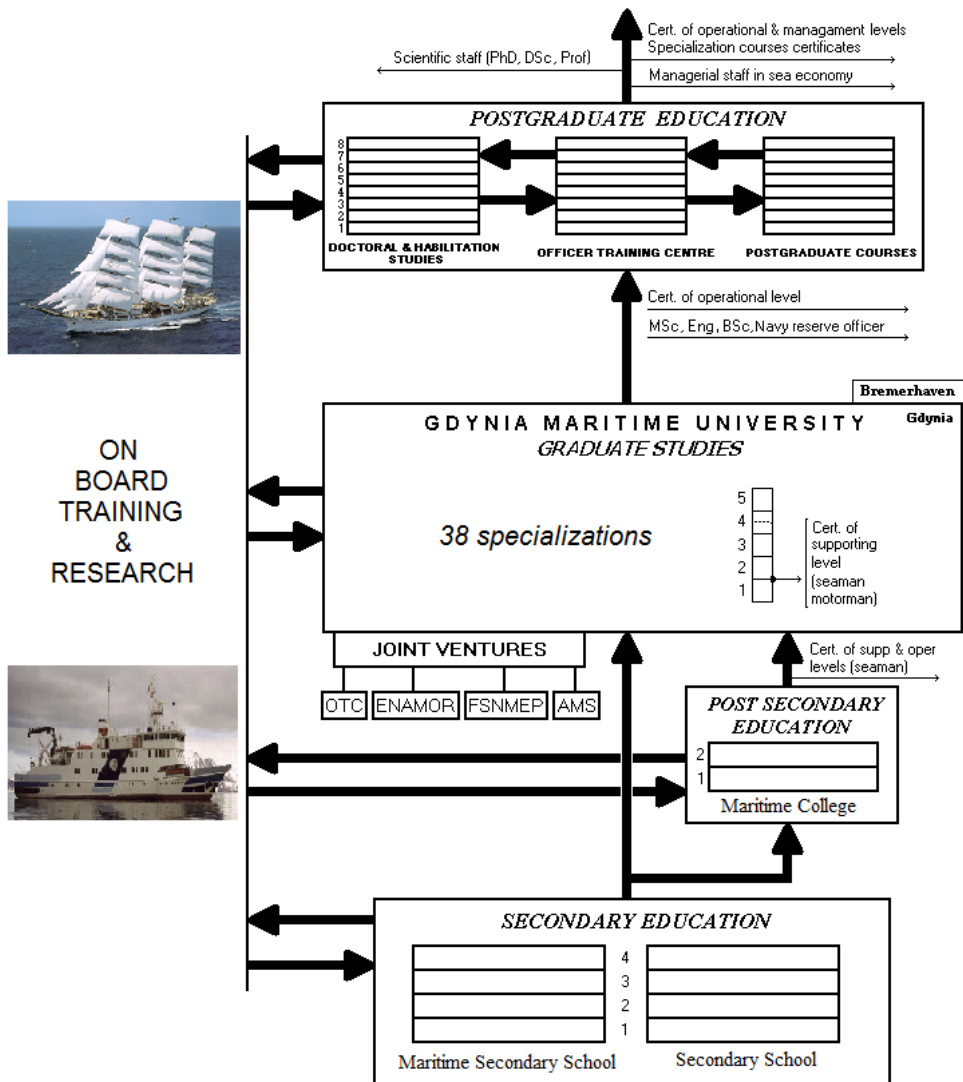 Cert. of operational & managament levels
Specialization courses certificates
Scientific staff (PhD, DSc, Prof)
Managerial staff in sea economy
POSTGRADUATE EDUCATION
8
7
6
5
4
3
2
1
DOCTORAL & HABILITATION
STUDIES
OFFICER TRAINING CENTRE
POSTGRADUATE COURSES
Cert. of operational level
MSc, Eng, BSc,Navy reserve officer
Bremerhaven
Gdynia
GDYNIA MARITIME UNIVERSITY
GRADUATE STUDIES
38 specializations
5
4
3
2
1
Cert. of
supporting
level
(seaman
motorman)
ON
BOARD
TRAINING
&
RESEARCH
JOINT VENTURES
OTC
ENAMOR
FSNMEP
AMS
Cert. of supp & oper
levels (seaman)
POST SECONDARY
EDUCATION
2
1
Maritime College
SECONDARY EDUCATION
4
3
2
1
Maritime Secondary School
Secondary School